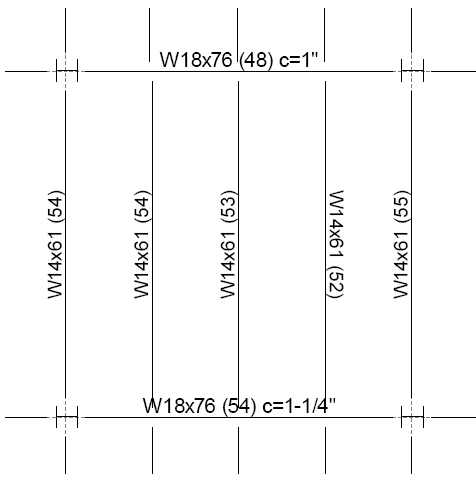 W18x76 (48) c=1"
W14x61 (54)
W14x61 (54)
W14x61 (53)
W14x61 (52)
W14x61 (55)
W18x76 (54) c=1-1/4"